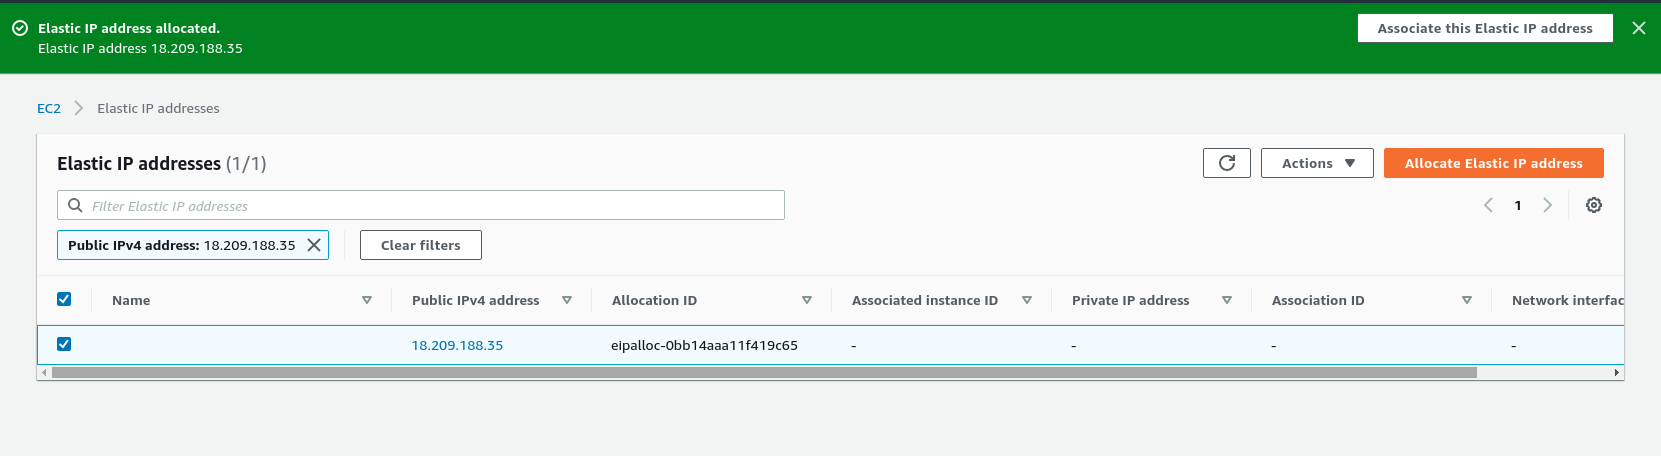 Elastic IP address allocated.
Elastic IP address 18.209.188.35
Associate this Elastic IP address
EC2 Elastic IP addresses
Elastic IP addresses (1/1)
Actions
Allocate Elastic IP address
Filter Elastic IP addresses
1
Public IPv4 address: 18.209.188.35
Clear filters
Name Public IPv4 address Allocation ID Associated instance ID Private IP address Association ID Network interfac
18.209.188.35 eipalloc-0bb14aaa11f419c65 - - - -